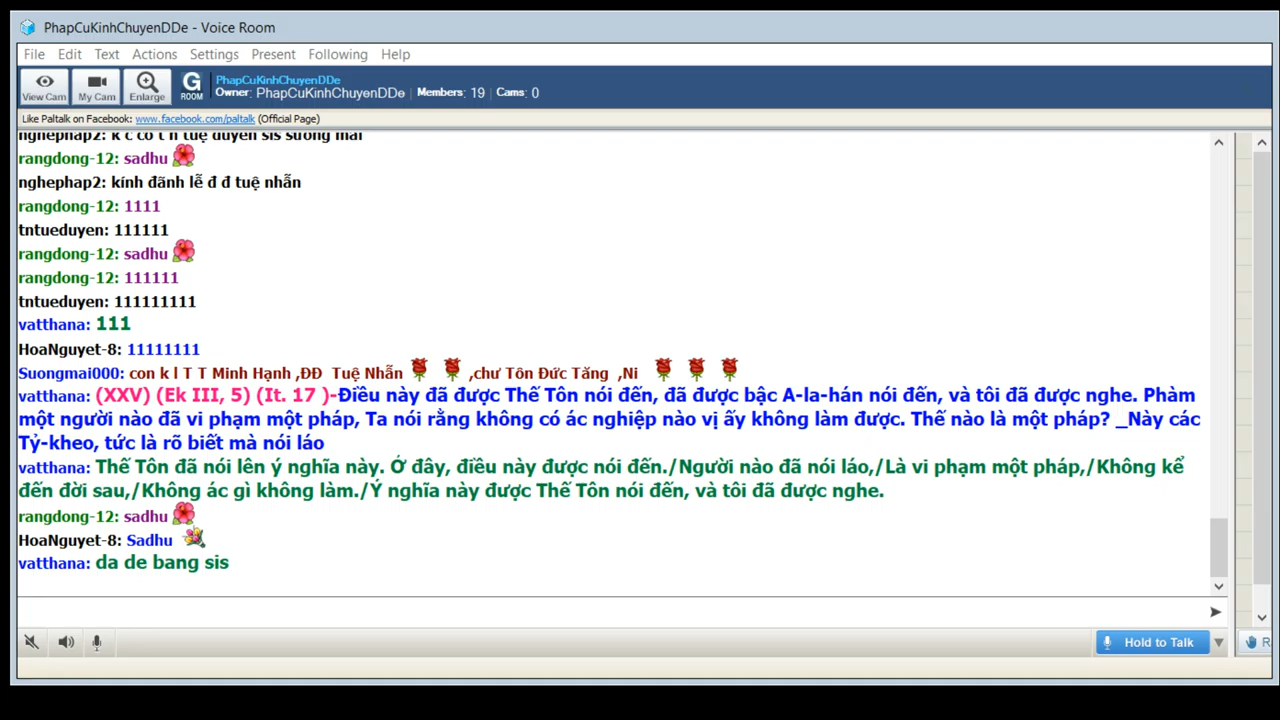 PhapCuKinhChuyenDDe - Voice Room
File Edit Text Actions Settings Present Following Help
View Cam My Cam Enlarge G ROOM PhapCuKinhChuyenDDe
Owner: PhapCuKinhChuyenDDe | Members: 19 Cams: 0
Like Paltalk on Facebook: www.facebook.com/paltalk (Official Page)
nghephap2: k c co t n tuệ duyên sis sương mai
rangdong-12: sadhu
nghephap2: kính đãnh lễ đ đ tuệ nhẫn
rangdong-12: 1111
tntueduyen: 111111
rangdong-12: sadhu
rangdong-12: 111111
tntueduyen: 111111111
vatthana: 111
HoaNguyet-8: 11111111
Suongmai000: con k l T T Minh Hạnh ,ĐĐ Tuệ Nhẫn ,chư Tôn Đức Tăng ,Ni
vatthana: (XXV) (Ek III, 5) (It. 17 )-Điều này đã được Thế Tôn nói đến, đã được bậc A-la-hán nói đến, và tôi đã được nghe. Phàm
một người nào đã vi phạm một pháp, Ta nói rằng không có ác nghiệp nào vị ấy không làm được. Thế nào là một pháp? _Này các
Tỷ-kheo, tức là rõ biết mà nói láo
vatthana: Thế Tôn đã nói lên ý nghĩa này. Ở đây, điều này được nói đến./Người nào đã nói láo,/Là vi phạm một pháp,/Không kể
đến đời sau,/Không ác gì không làm./Ý nghĩa này được Thế Tôn nói đến, và tôi đã được nghe.
rangdong-12: sadhu
HoaNguyet-8: Sadhu
vatthana: da de bang sis
Hold to Talk